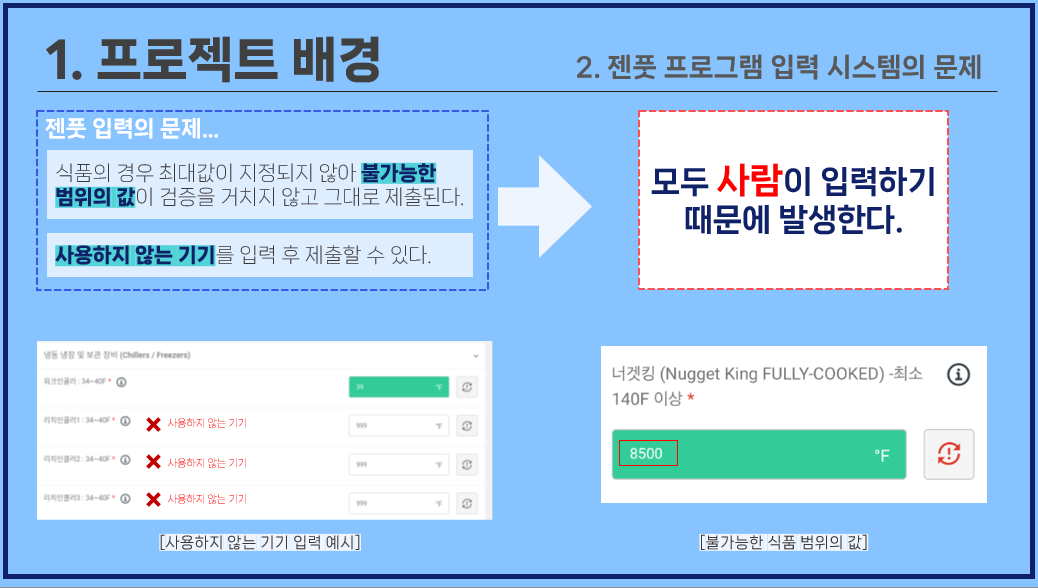 1. 프로젝트 배경
2. 젠풋 프로그램 입력 시스템의 문제
젠풋 입력의 문제...
식품의 경우 최대값이 지정되지 않아 불가능한
범위의 값이 검증을 거치지 않고 그대로 제출된다.
사용하지 않는 기기를 입력 후 제출할 수 있다.
모두 사람이 입력하기
때문에 발생한다.
냉동 냉장 및 보관 장비 (Chillers / Freezers)
워크인쿨러 : 34~40F *
39 °F
리치인쿨러1 : 34~40F *
사용하지 않는 기기
999 °F
리치인쿨러2 : 34~40F *
사용하지 않는 기기
999 °F
리치인쿨러3 : 34~40F *
사용하지 않는 기기
999 °F
[사용하지 않는 기기 입력 예시]
너겟킹 (Nugget King FULLY-COOKED) -최소
140F 이상 *
8500 °F
[불가능한 식품 범위의 값]